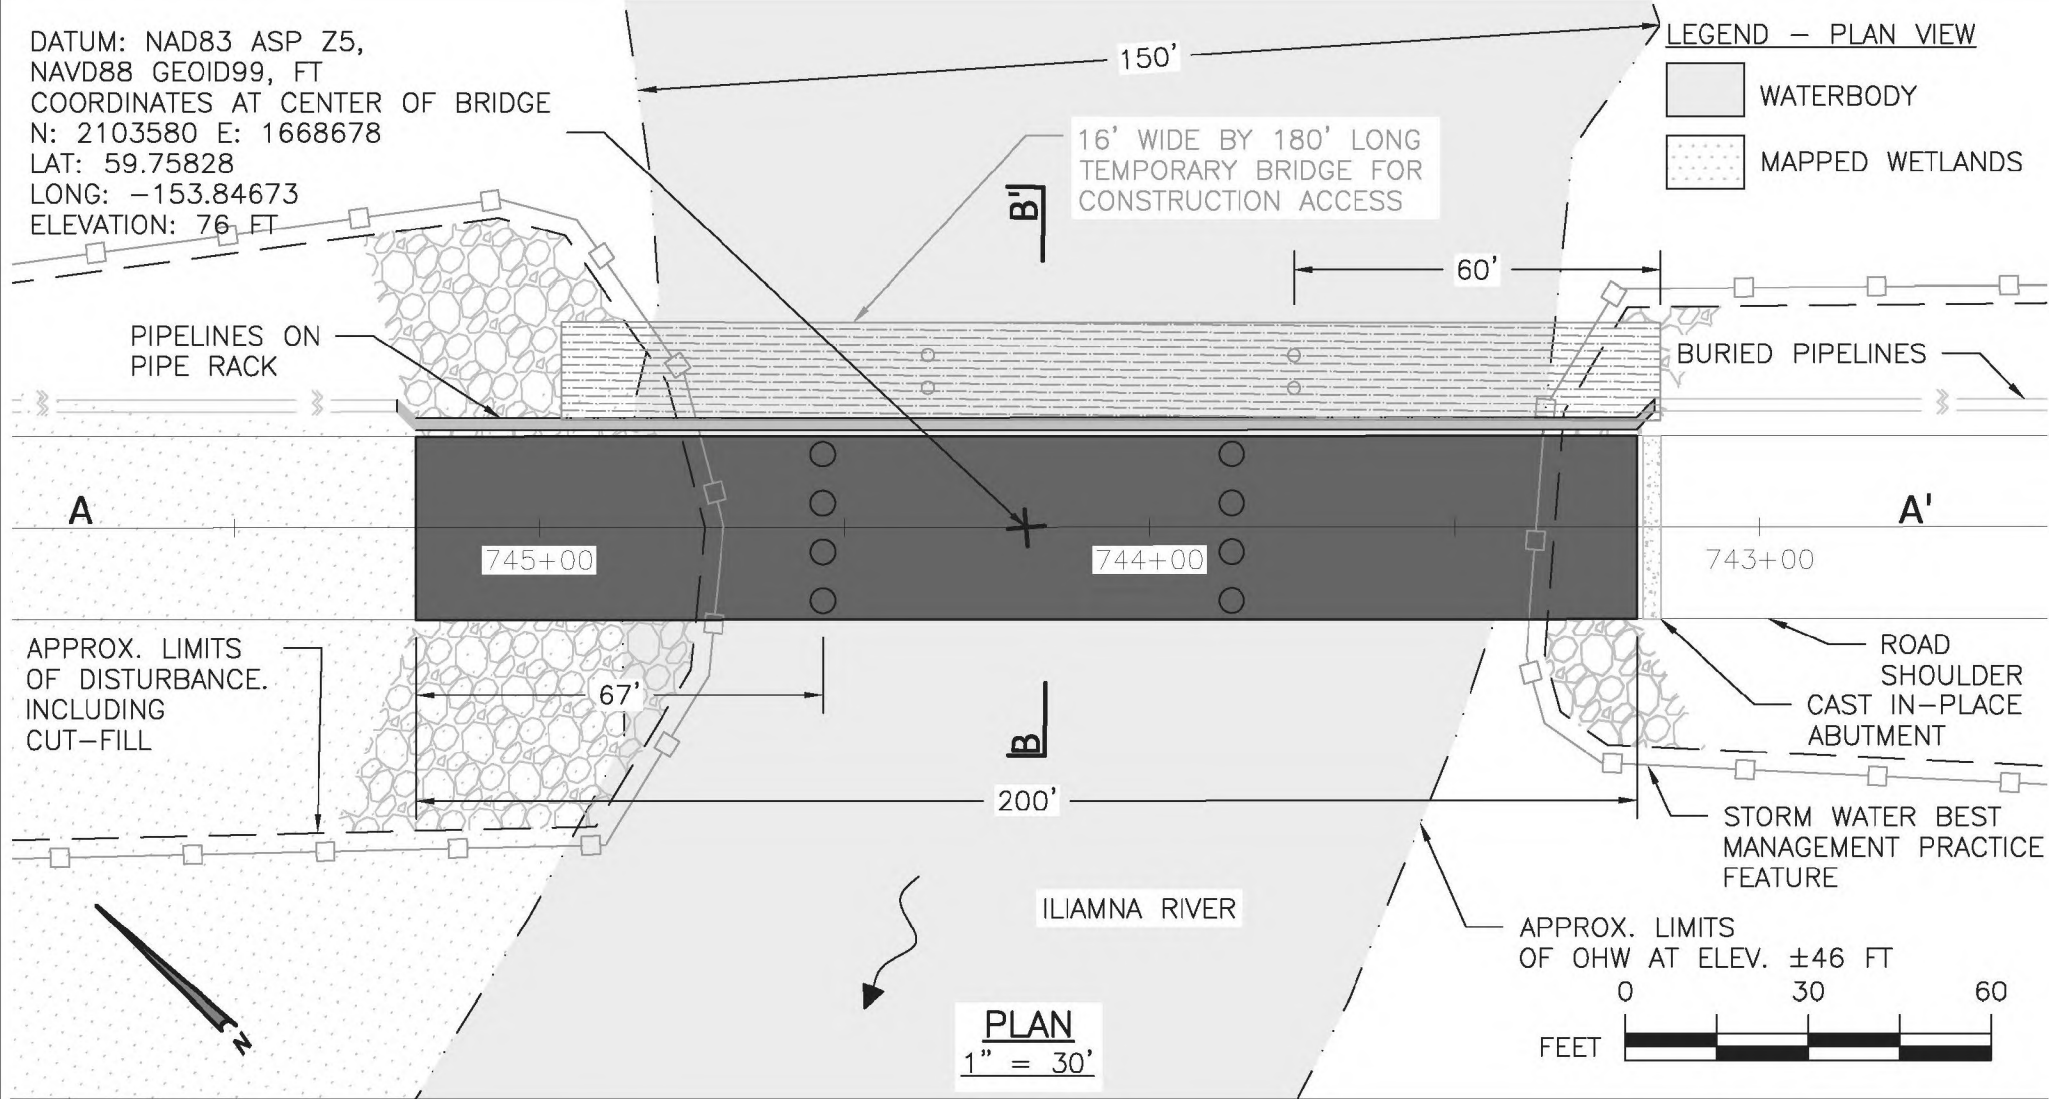 DATUM: NAD83 ASP Z5,
NAVD88 GEOID99, FT
COORDINATES AT CENTER OF BRIDGE
N: 2103580 E: 1668678
LAT: 59.75828
LONG: −153.84673
ELEVATION: 76 FT
150'
LEGEND − PLAN VIEW
WATERBODY
MAPPED WETLANDS
16' WIDE BY 180' LONG
TEMPORARY BRIDGE FOR
CONSTRUCTION ACCESS
B'
60'
PIPELINES ON
PIPE RACK
BURIED PIPELINES
A
A'
745+00
744+00
743+00
APPROX. LIMITS
OF DISTURBANCE.
INCLUDING
CUT−FILL
67'
B
ROAD
SHOULDER
CAST IN−PLACE
ABUTMENT
200'
STORM WATER BEST
MANAGEMENT PRACTICE
FEATURE
ILIAMNA RIVER
APPROX. LIMITS
OF OHW AT ELEV. ±46 FT
N
PLAN
1" = 30'
0 30 60
FEET